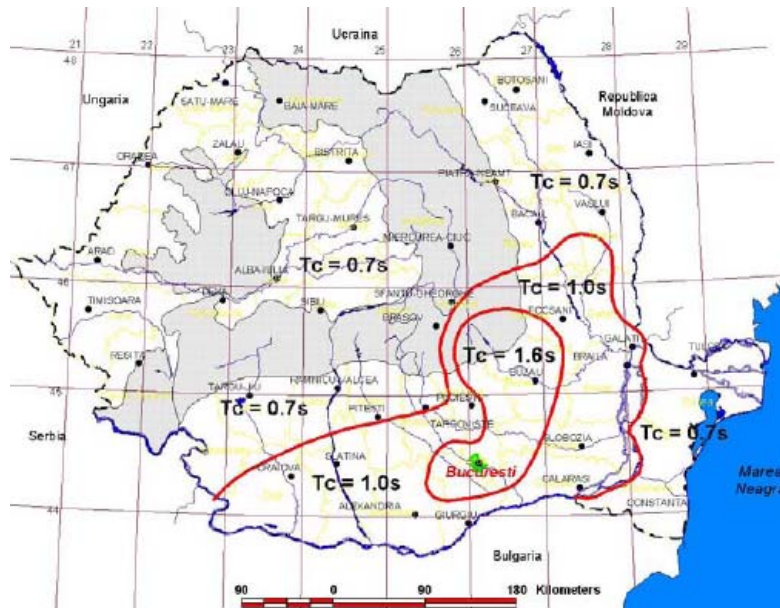 Ucraina
21
22
23
24
25
26
27
28
29
48
BOTOSANI
Ungaria
SATU-MARE
BAIA-MARE
SUCEAVA
Republica
Moldova
ZALAU
BISTRITA
IASI
ORADEA
47
PIATRA-NEAMT
CLUJ-NAPOCA
Tc = 0.7s
VASLUI
TARGU-MURES
BACAU
MIERCUREA-CIUC
ARAD
ALBA-IULIA
Tc = 0.7s
46
Tc = 1.0s
DEVA
SFANTU-GHEORGHE
TIMISOARA
SIBIU
BRASOV
FOCSANI
GALATI
TULCEA
Tc = 1.6s
BRAILA
RESITA
RAMNICU-VALCEA
BUZAU
45
TARGU-JIU
Tc = 0.7s
PLOIESTI
PITESTI
TARGOVISTE
Tc = 0.7s
Serbia
SLOBOZIA
SLATINA
Bucuresti
CRAIOVA
Tc = 1.0s
CALARASI
Marea
Neagra
CONSTANTA
44
ALEXANDRIA
GIURGIU
Bulgaria
90
0
90
180 Kilometers